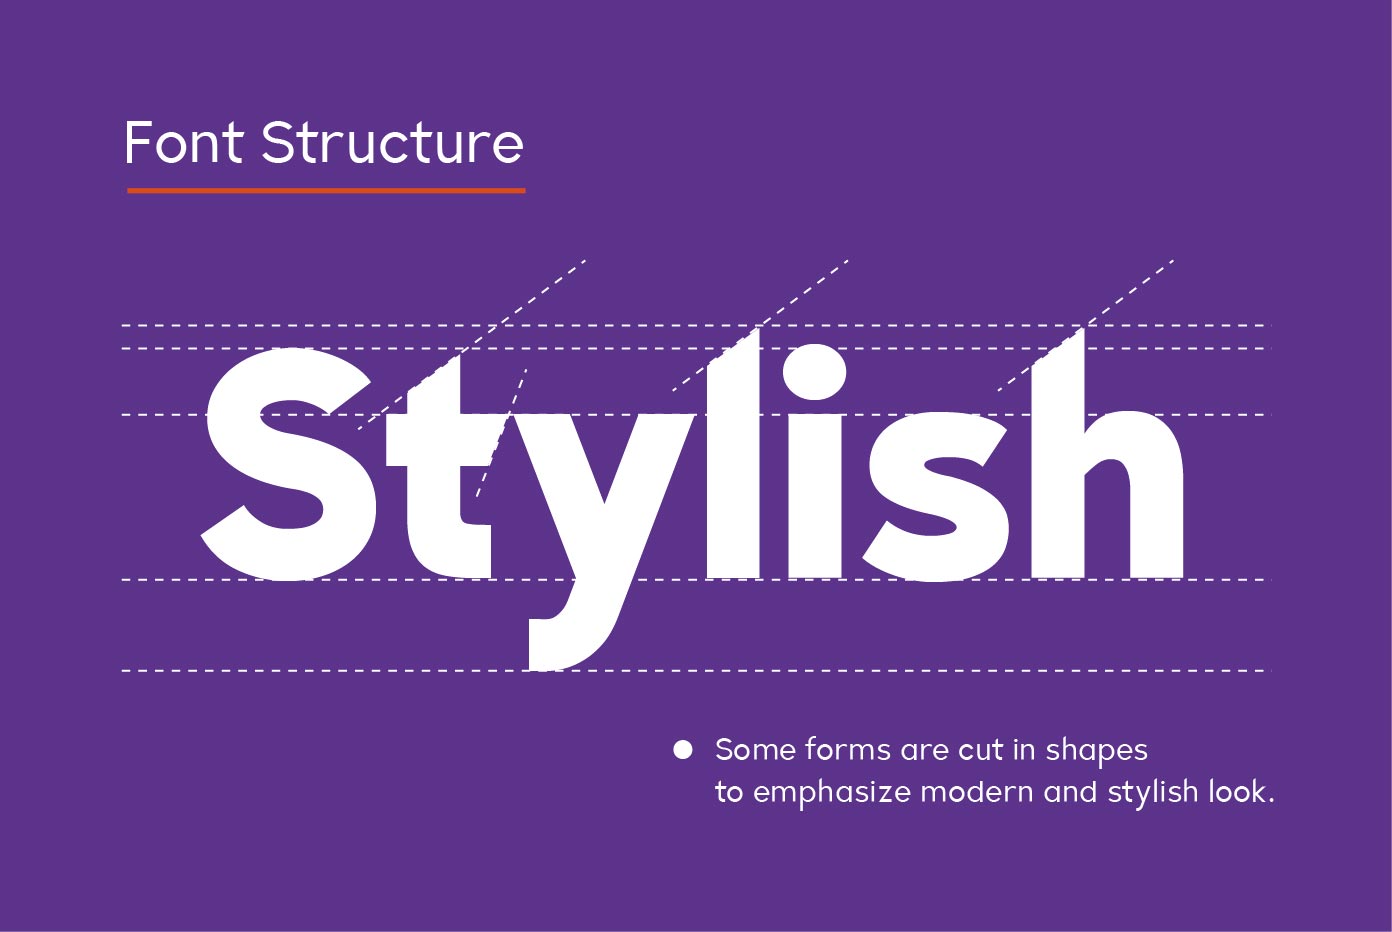 Font Structure
Stylish
Some forms are cut in shapes
to emphasize modern and stylish look.